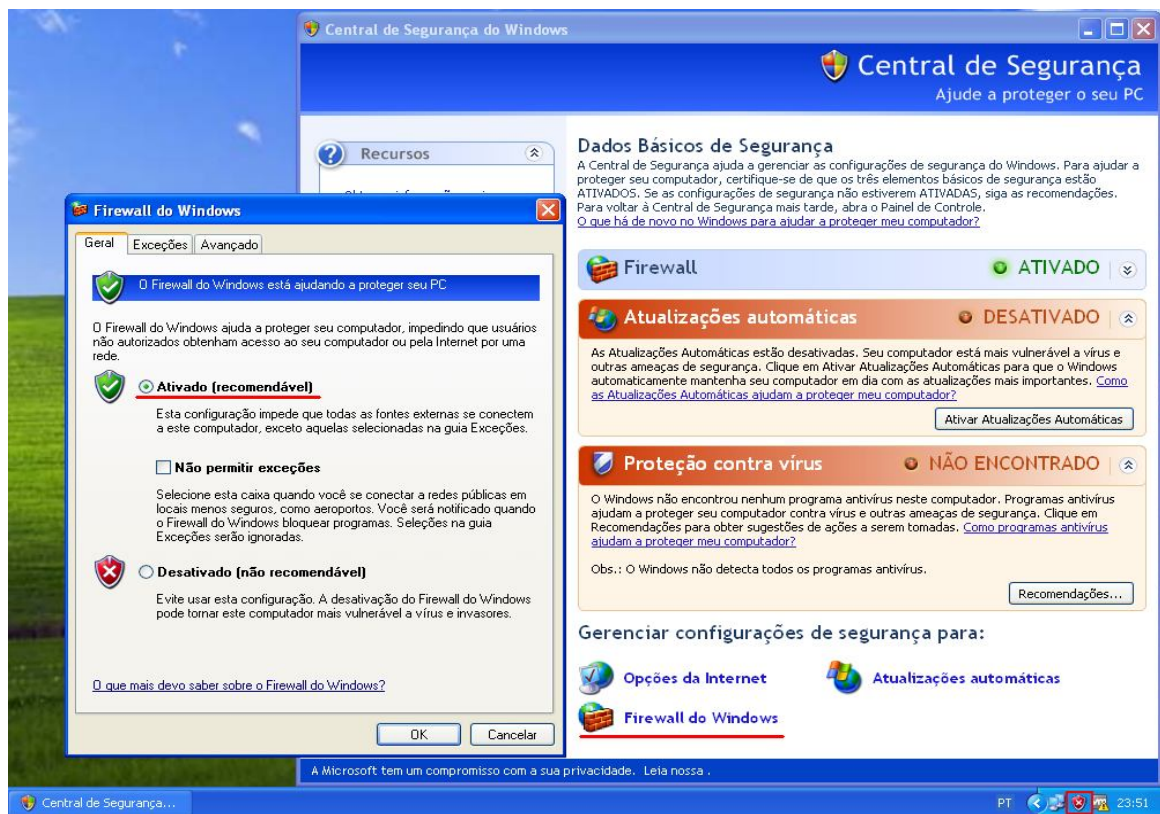 Central de Segurança do Windows
Central de Segurança
Ajude a proteger o seu PC
Recursos
Dados Básicos de Segurança
A Central de Segurança ajuda a gerenciar as configurações de segurança do Windows. Para ajudar a
proteger seu computador, certifique-se de que os três elementos básicos de segurança estão
ATIVADOS. Se as configurações de segurança não estiverem ATIVADAS, siga as recomendações.
Para voltar à Central de Segurança mais tarde, abra o Painel de Controle.
O que há de novo no Windows para ajudar a proteger meu computador?
Firewall ATIVADO
Atualizações automáticas DESATIVADO
As Atualizações Automáticas estão desativadas. Seu computador está mais vulnerável a vírus e
outras ameaças de segurança. Clique em Ativar Atualizações Automáticas para que o Windows
automaticamente mantenha seu computador em dia com as atualizações mais importantes. Como
as Atualizações Automáticas ajudam a proteger meu computador?
Ativar Atualizações Automáticas
Proteção contra vírus NÃO ENCONTRADO
O Windows não encontrou nenhum programa antivírus neste computador. Programas antivírus
ajudam a proteger seu computador contra vírus e outras ameaças de segurança. Clique em
Recomendações para obter sugestões de ações a serem tomadas. Como programas antivírus
ajudam a proteger meu computador?
Obs.: O Windows não detecta todos os programas antivírus.
Recomendações...
Gerenciar configurações de segurança para:
Opções da Internet
Atualizações automáticas
Firewall do Windows
A Microsoft tem um compromisso com a sua privacidade. Leia nossa .
Firewall do Windows
Geral Exceções Avançado
O Firewall do Windows está ajudando a proteger seu PC
O Firewall do Windows ajuda a proteger seu computador, impedindo que usuários
não autorizados obtenham acesso ao seu computador ou pela Internet por uma
rede.
Ativado (recomendável)
Esta configuração impede que todas as fontes externas se conectem
a este computador, exceto aquelas selecionadas na guia Exceções.
Não permitir exceções
Selecione esta caixa quando você se conectar a redes públicas em
locais menos seguros, como aeroportos. Você será notificado quando
o Firewall do Windows bloquear programas. Seleções na guia
Exceções serão ignoradas.
Desativado (não recomendável)
Evite usar esta configuração. A desativação do Firewall do Windows
pode tornar este computador mais vulnerável a vírus e invasores.
O que mais devo saber sobre o Firewall do Windows?
OK Cancelar
Central de Segurança...
PT 23:51